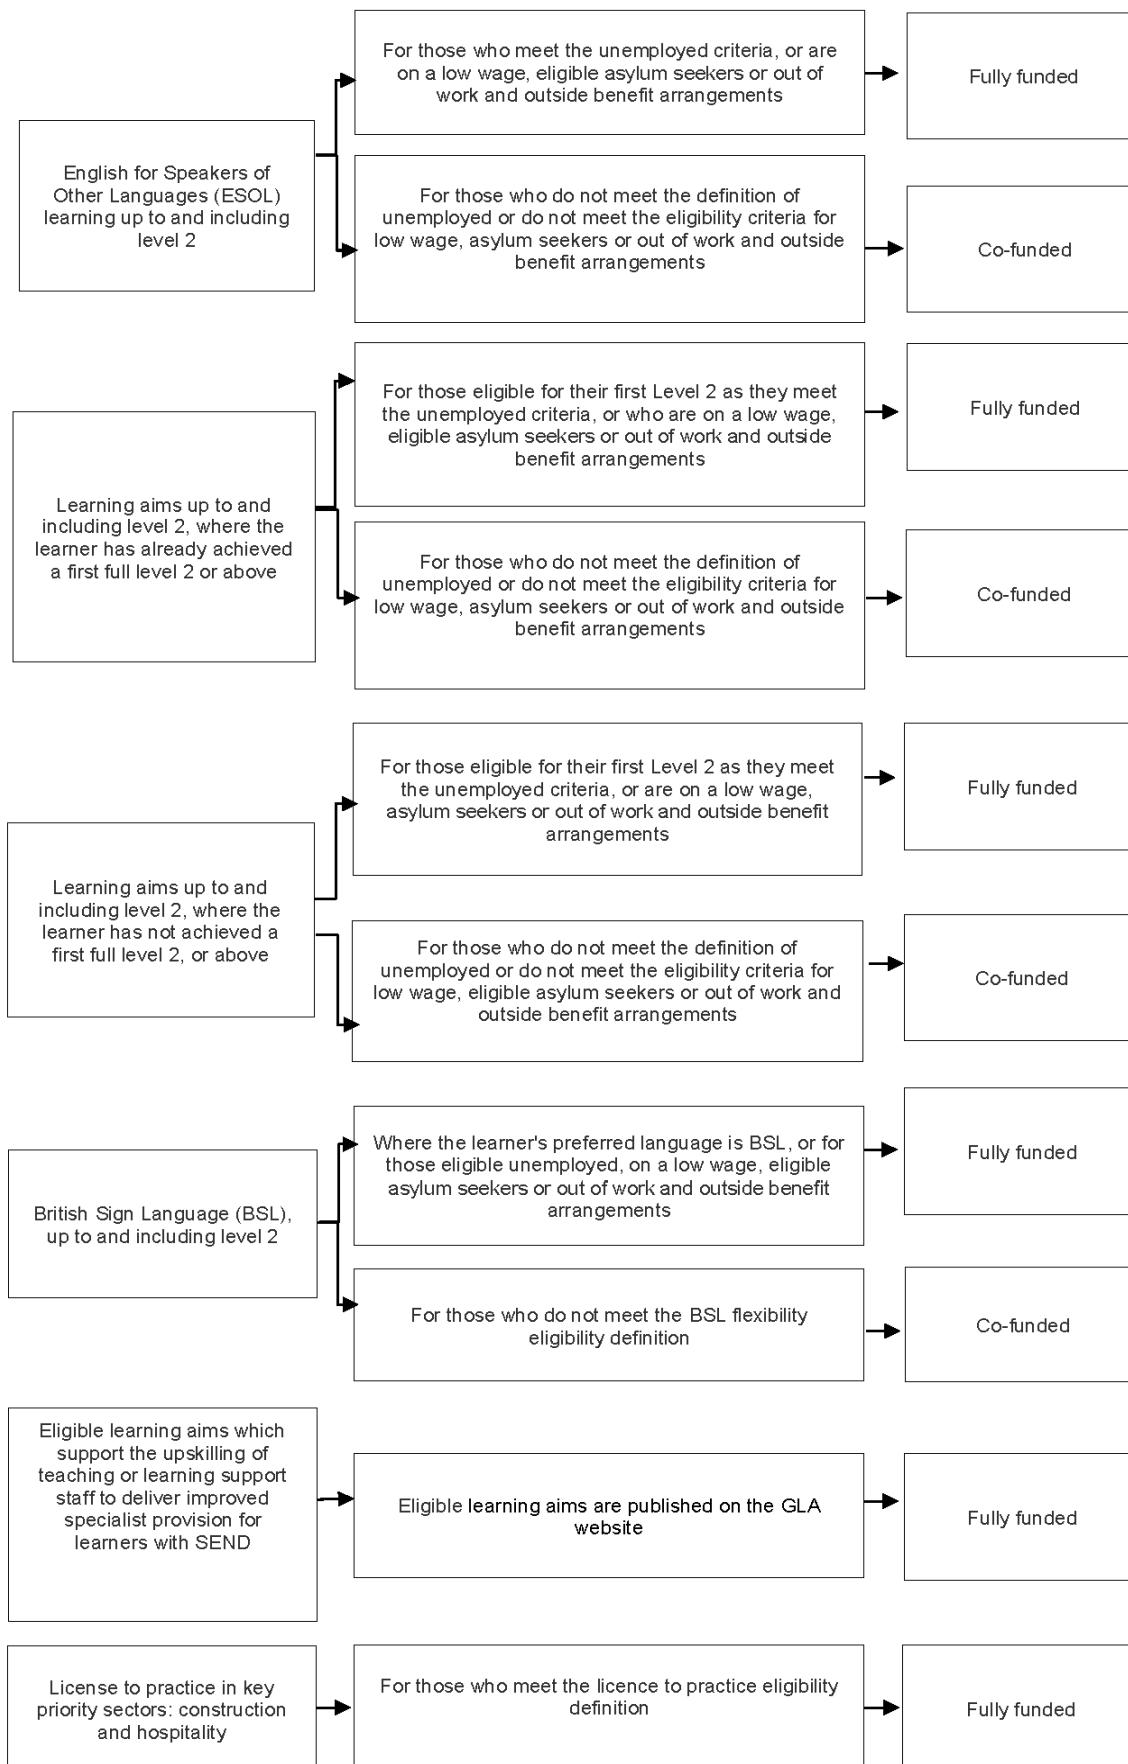 For those who meet the unemployed criteria, or are
on a low wage, eligible asylum seekers or out of
work and outside benefit arrangements
Fully funded
English for Speakers of
Other Languages (ESOL)
learning up to and including
level 2
For those who do not meet the definition of
unemployed or do not meet the eligibility criteria for
low wage, asylum seekers or out of work and outside
benefit arrangements
Co-funded
For those eligible for their first Level 2 as they meet
the unemployed criteria, or who are on a low wage,
eligible asylum seekers or out of work and outside
benefit arrangements
Fully funded
Learning aims up to and
including level 2, where the
learner has already achieved
a first full level 2 or above
For those who do not meet the definition of
unemployed or do not meet the eligibility criteria for
low wage, asylum seekers or out of work and outside
benefit arrangements
Co-funded
For those eligible for their first Level 2 as they meet
the unemployed criteria, or are on a low wage,
asylum seekers or out of work and outside benefit
arrangements
Fully funded
Learning aims up to and
including level 2, where the
learner has not achieved a
first full level 2, or above
For those who do not meet the definition of
unemployed or do not meet the eligibility criteria for
low wage, eligible asylum seekers or out of work and
outside benefit arrangements
Co-funded
Where the learner's preferred language is BSL, or for
those eligible unemployed, on a low wage, eligible
asylum seekers or out of work and outside benefit
arrangements
Fully funded
British Sign Language (BSL),
up to and including level 2
For those who do not meet the BSL flexibility
eligibility definition
Co-funded
Eligible learning aims which
support the upskilling of
teaching or learning support
staff to deliver improved
specialist provision for
learners with SEND
Eligible learning aims are published on the GLA
website
Fully funded
License to practice in key
priority sectors: construction
and hospitality
For those who meet the licence to practice eligibility
definition
Fully funded